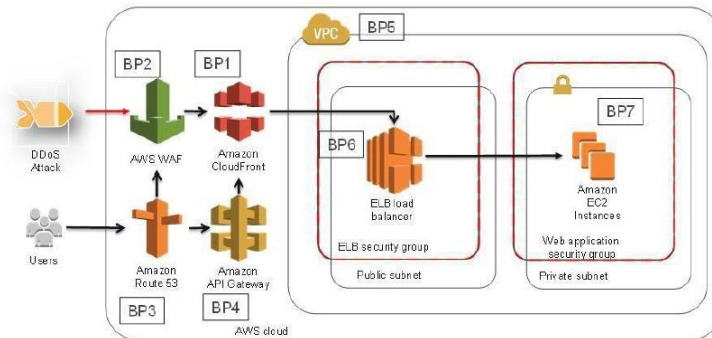 VPC
BP5
BP2
BP1
BP7
BP6
DDoS
Attack
AWS WAF
Amazon
CloudFront
ELB load
balancer
Amazon
EC2
Instances
Users
Amazon
Route 53
Amazon
API Gateway
ELB security group
Web application
security group
Public subnet
Private subnet
BP3
BP4
AWS cloud